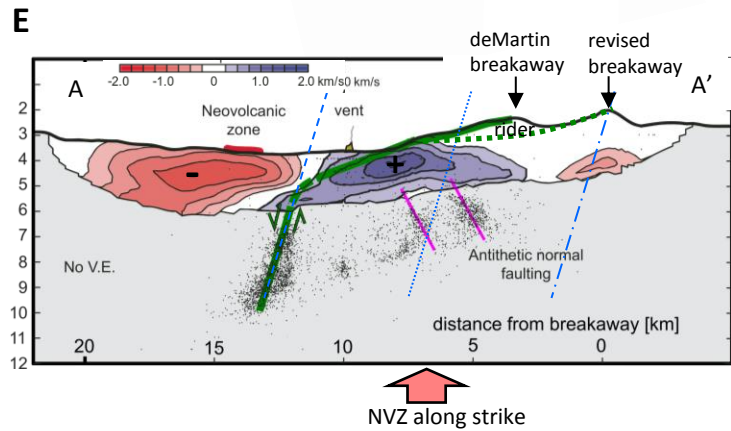 E
deMartin
breakaway
revised
breakaway
A
-2.0 -1.0 0 1.0 2.0 km/s0 km/s
A'
Neovolcanic
zone
vent
rider
-
+
2
3
4
5
6
7
8
9
10
11
12
No V.E.
Antithetic normal
faulting
distance from breakaway [km]
20 15 10 5 0
NVZ along strike